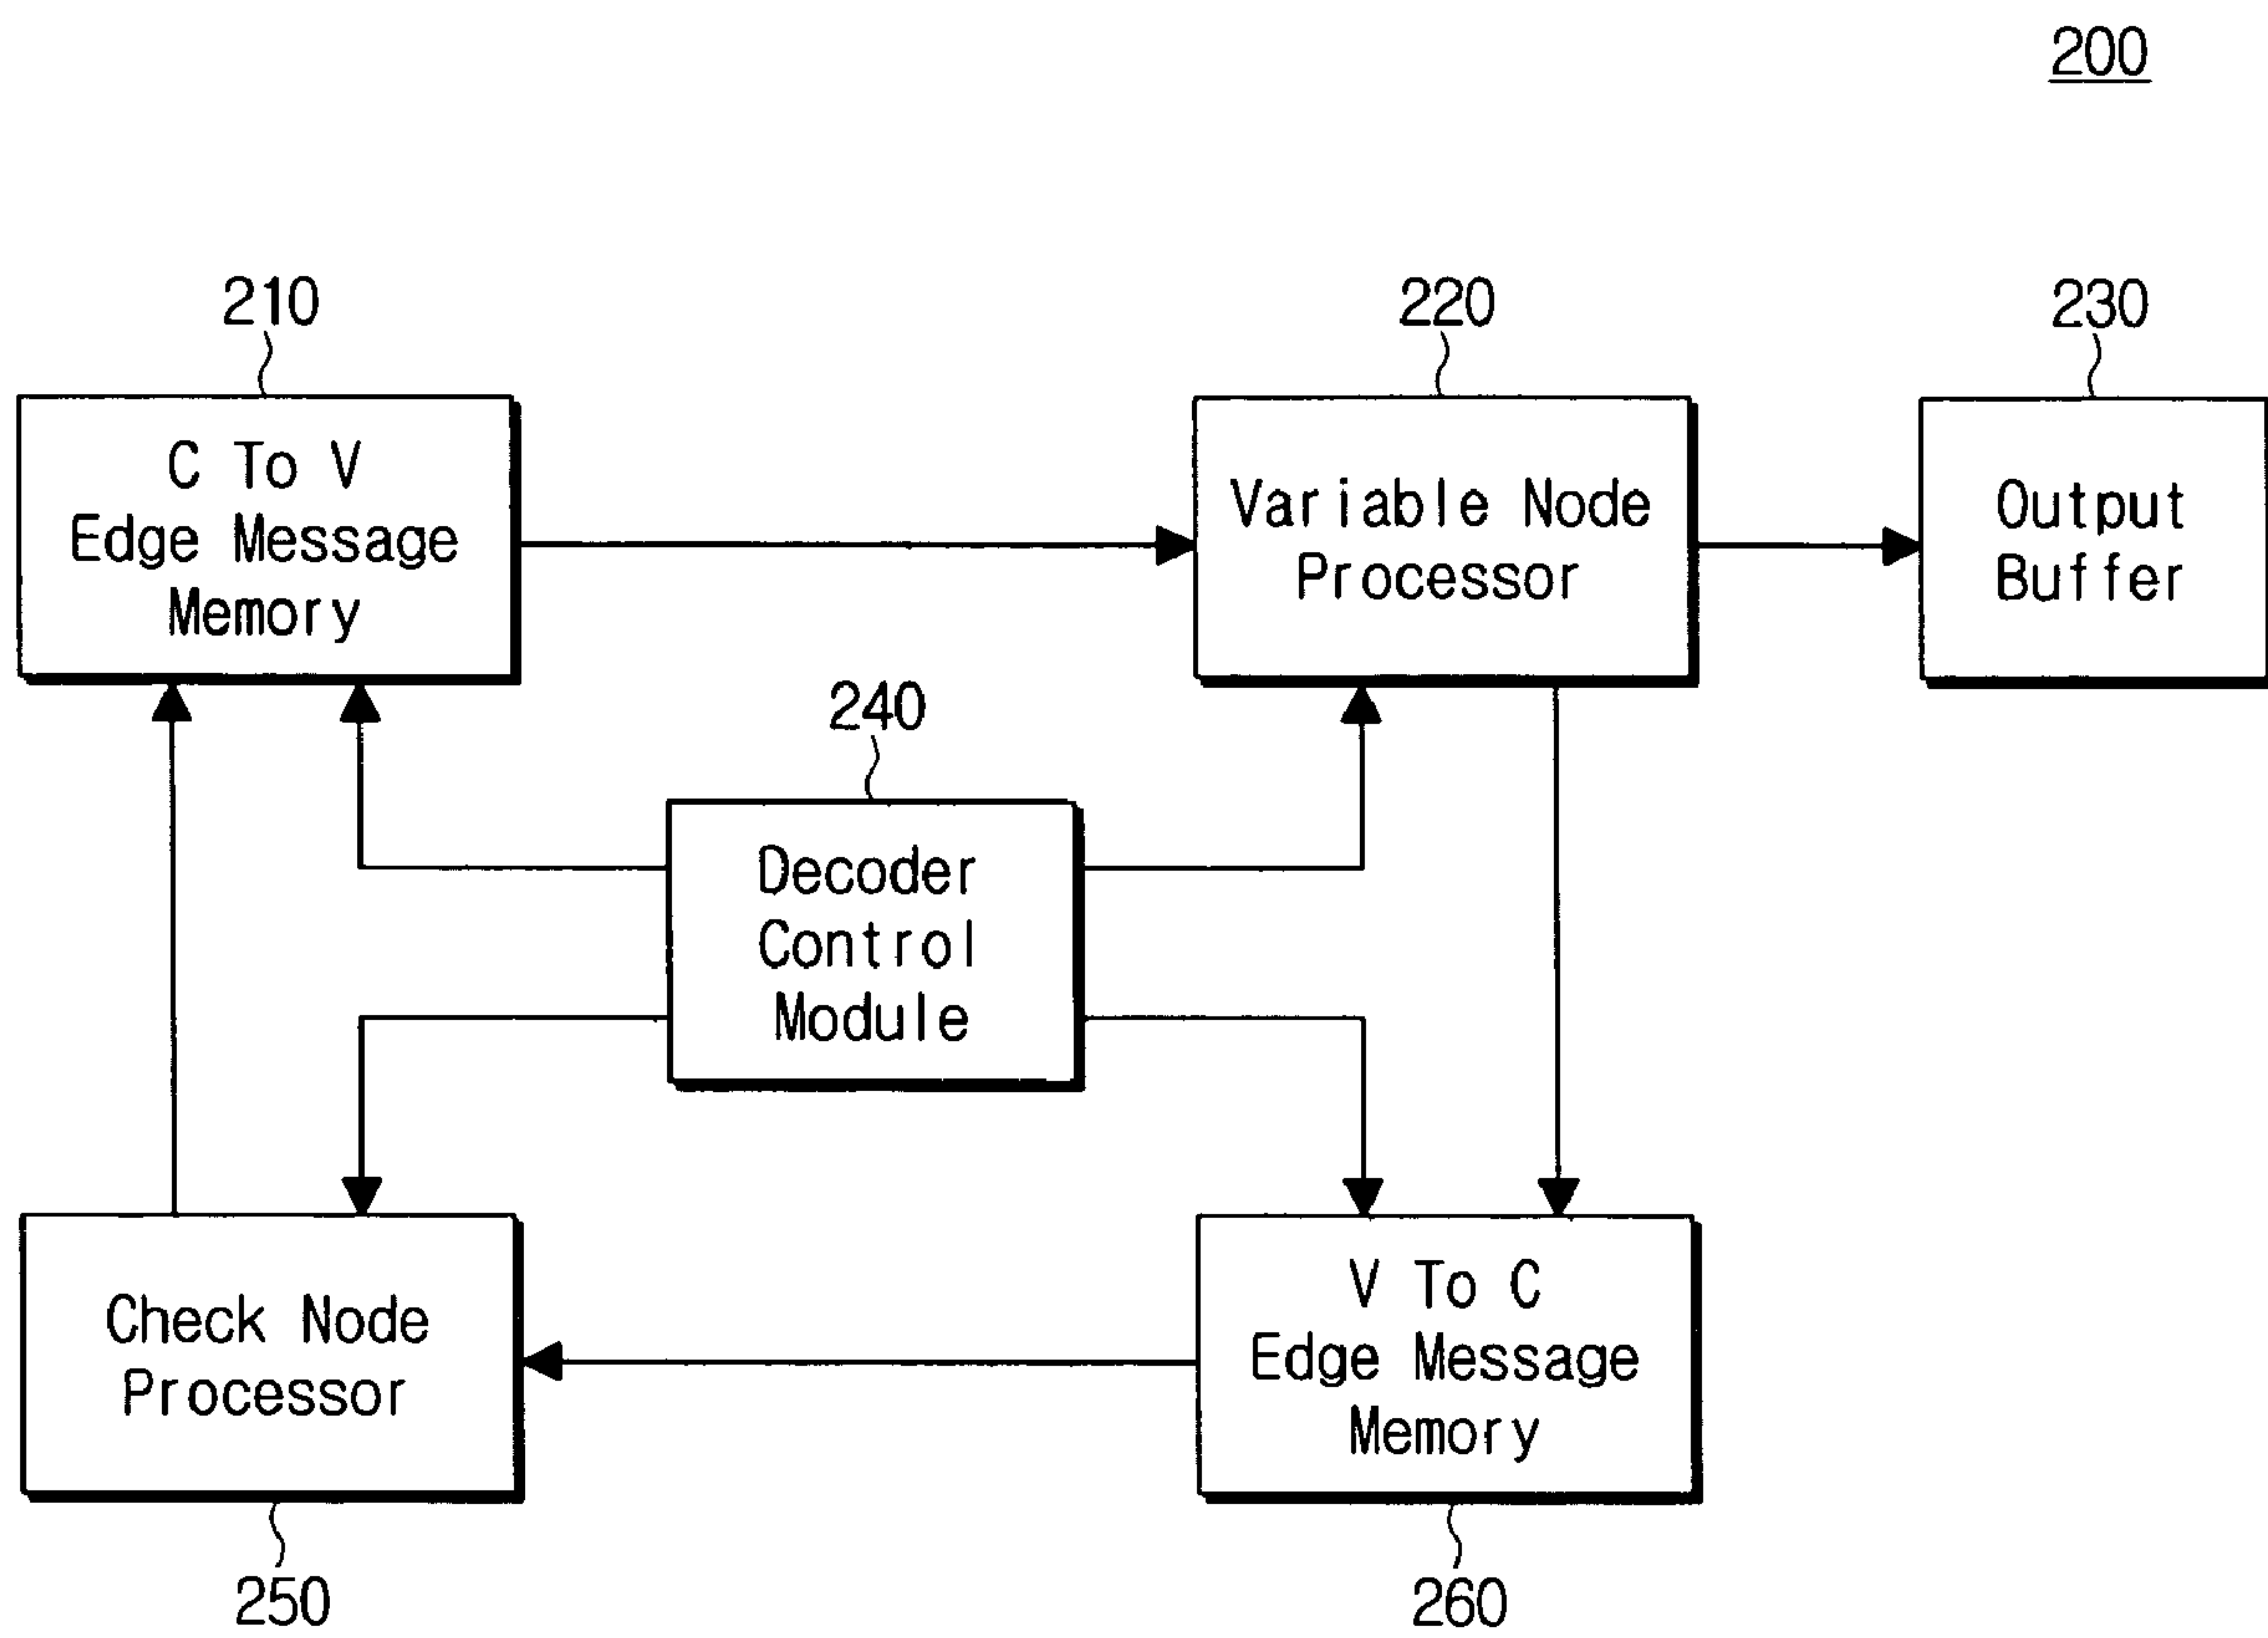 200
210
220
230
C To V
Edge Message
Memory
Variable Node
Processor
Output
Buffer
240
Decoder
Control
Module
Check Node
Processor
V To C
Edge Message
Memory
250
260